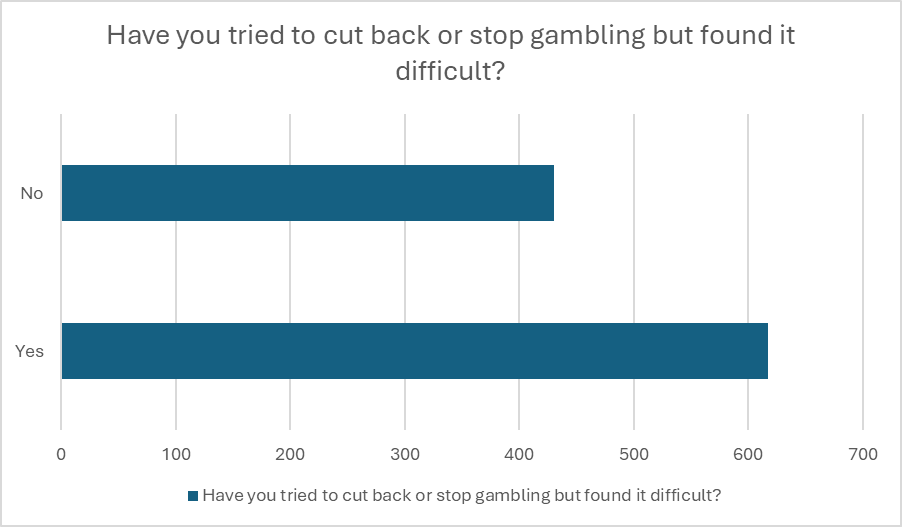 Have you tried to cut back or stop gambling but found it
difficult?
No
Yes
0 100 200 300 400 500 600 700
Have you tried to cut back or stop gambling but found it difficult?